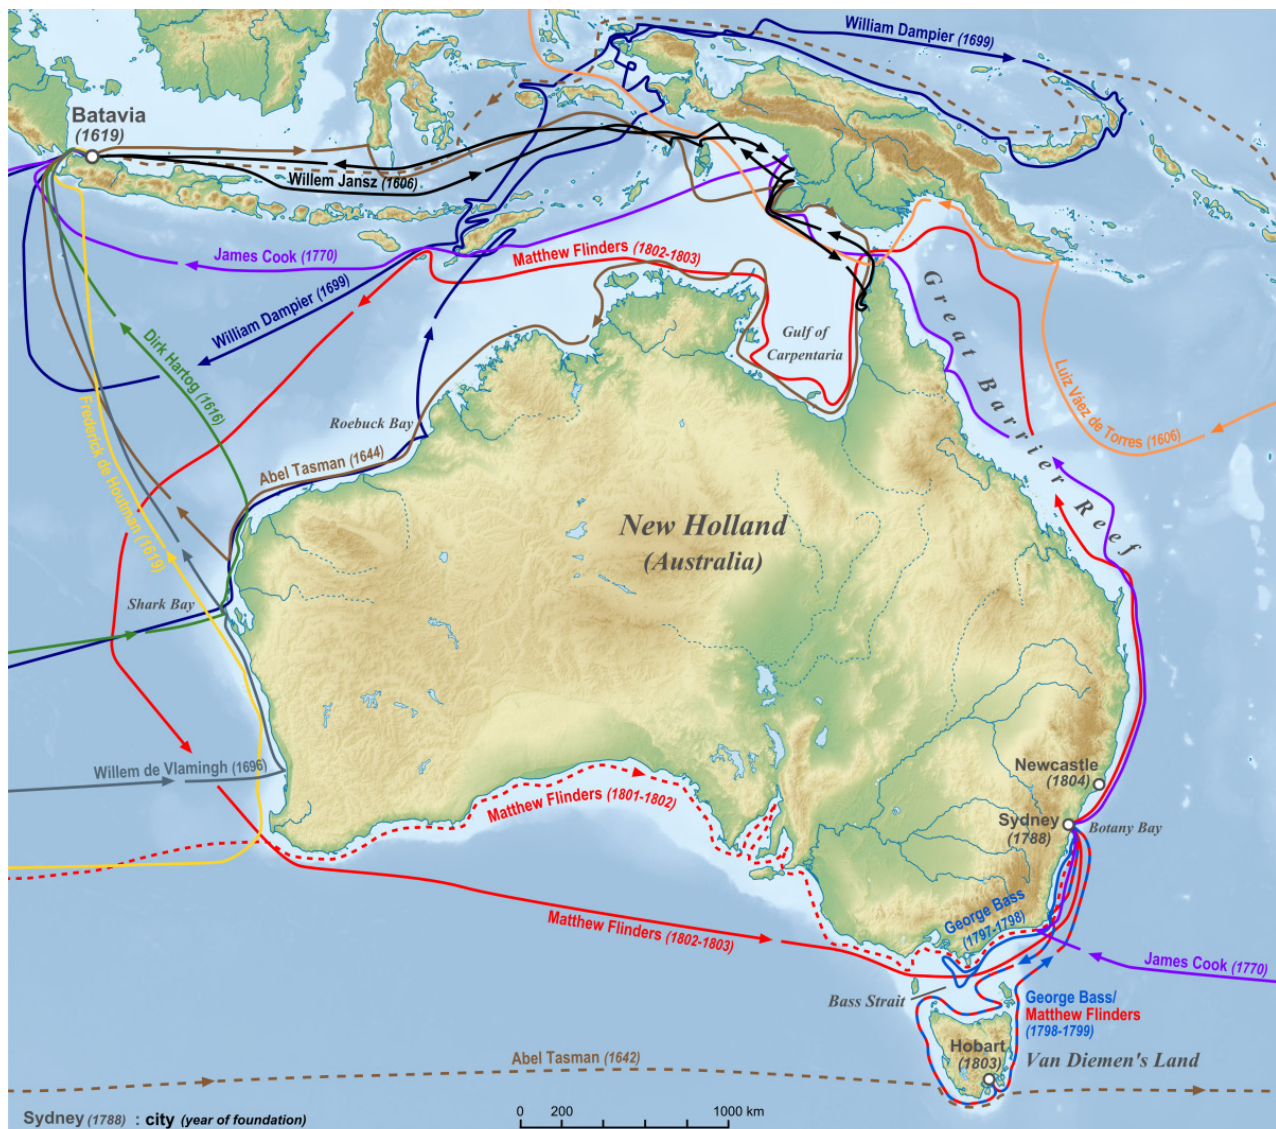 William Dampier (1699)
Batavia
(1619)
Willem Jansz (1606)
James Cook (1770)
Matthew Flinders (1802-1803)
William Dampier (1699)
Great Barrier Reef
Gulf of
Carpentaria
Dirk Hartog (1616)
Luiz Váez de Torres (1606)
Frederick de Houtman (1619)
Roebuck Bay
Abel Tasman (1644)
New Holland
(Australia)
Shark Bay
Willem de Vlamingh (1696)
Matthew Flinders (1801-1802)
Newcastle
(1804)
Sydney
(1788)
Botany Bay
Matthew Flinders (1802-1803)
George Bass
(1797-1798)
James Cook (1770)
Bass Strait
George Bass/
Matthew Flinders
(1798-1799)
Hobart
(1803)
Van Diemen's Land
Abel Tasman (1642)
Sydney (1788) : city (year of foundation)
0 200 1000 km